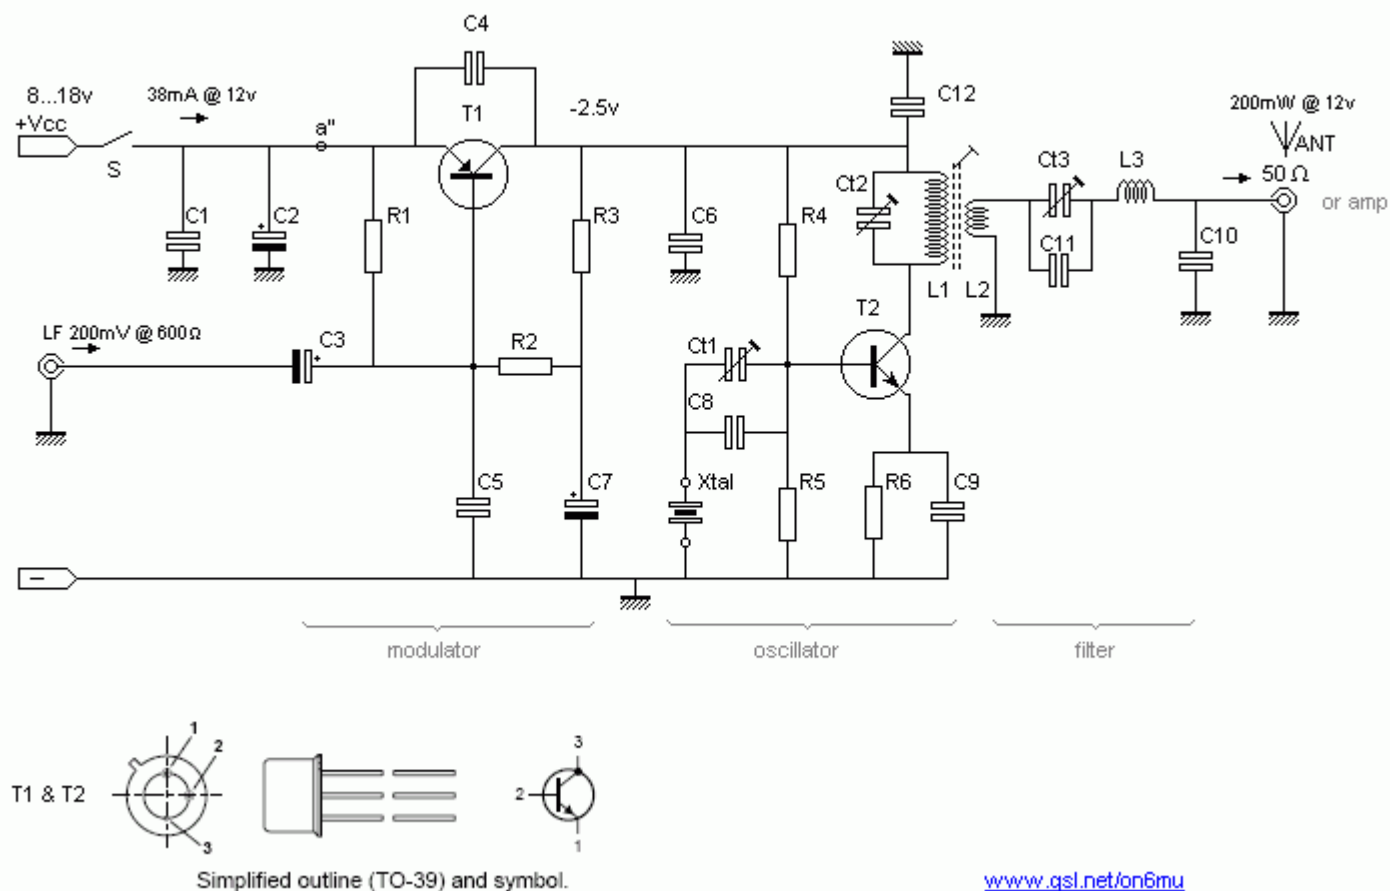 C4
8...18v
38mA @ 12v
+Vcc
S
a"
T1
-2.5v
C12
200mW @ 12v
ANT
50 Ω
or amp
C1
C2
R1
R3
C6
R4
Ct2
L1
L2
Ct3
C11
L3
C10
LF 200mV @ 600Ω
C3
R2
Ct1
C8
T2
C5
C7
Xtal
R5
R6
C9
−
modulator
oscillator
filter
T1 & T2
1
2
3
3
2
1
Simplified outline (TO-39) and symbol.
www.qsl.net/on6mu